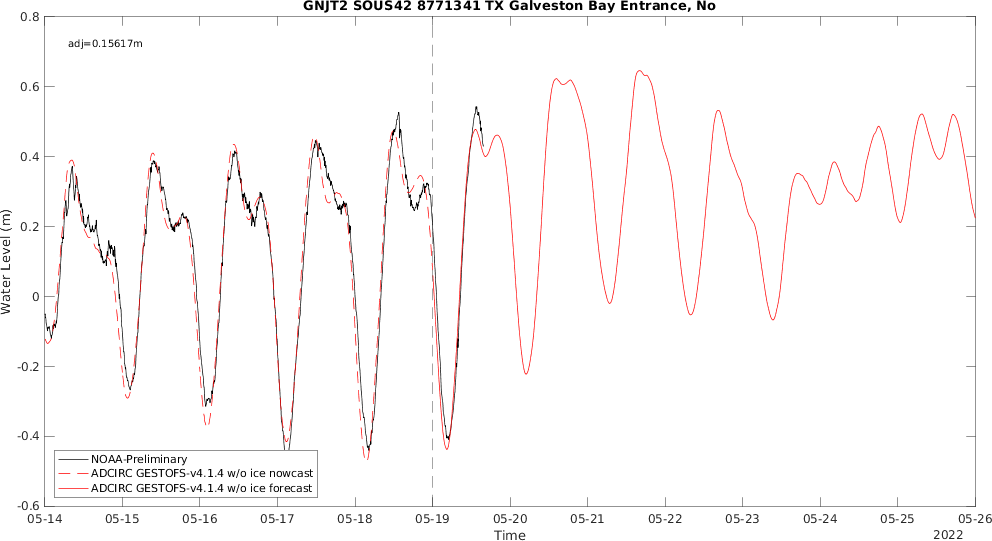 GNJT2 SOUS42 8771341 TX Galveston Bay Entrance, No
adj=0.15617m
Water Level (m)
0.8
0.6
0.4
0.2
0
-0.2
-0.4
-0.6
NOAA-Preliminary
ADCIRC GESTOFS-v4.1.4 w/o ice nowcast
ADCIRC GESTOFS-v4.1.4 w/o ice forecast
05-14 05-15 05-16 05-17 05-18 05-19 05-20 05-21 05-22 05-23 05-24 05-25 05-26
Time
2022